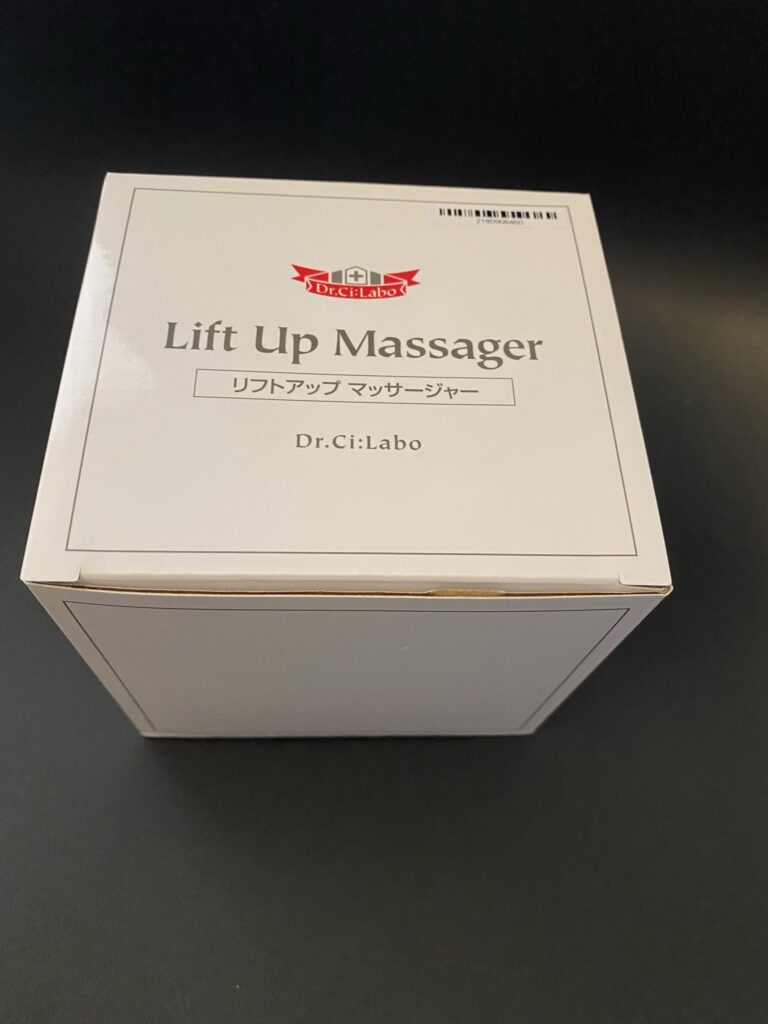 2180908460
Dr.Ci:Labo
Lift Up Massager
リフトアップ マッサージャー
Dr.Ci:Labo